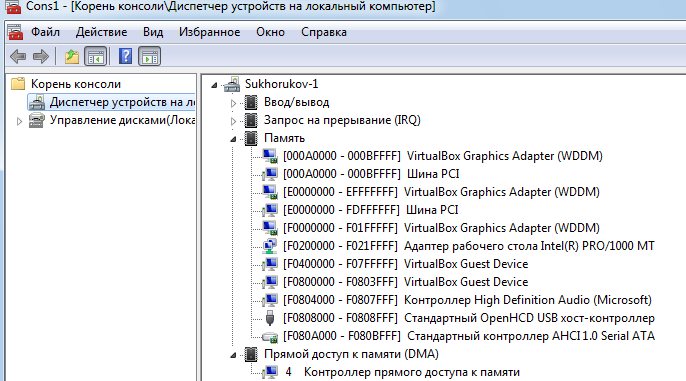 Cons1 - [Корень консоли\Диспетчер устройств на локальный компьютер]
Файл Действие Вид Избранное Окно Справка
Корень консоли
Диспетчер устройств на ло
Управление дисками(Лока
Sukhorukov-1
Ввод/вывод
Запрос на прерывание (IRQ)
Память
[000A0000 - 000BFFFF] VirtualBox Graphics Adapter (WDDM)
[000A0000 - 000BFFFF] Шина PCI
[E0000000 - EFFFFFFF] VirtualBox Graphics Adapter (WDDM)
[E0000000 - FDFFFFFF] Шина PCI
[F0000000 - F01FFFFF] VirtualBox Graphics Adapter (WDDM)
[F0200000 - F021FFFF] Адаптер рабочего стола Intel(R) PRO/1000 MT
[F0400000 - F07FFFFF] VirtualBox Guest Device
[F0800000 - F0803FFF] VirtualBox Guest Device
[F0804000 - F0807FFF] Контроллер High Definition Audio (Microsoft)
[F0808000 - F0808FFF] Стандартный OpenHCD USB хост-контроллер
[F080A000 - F080BFFF] Стандартный контроллер AHCI 1.0 Serial ATA
Прямой доступ к памяти (DMA)
4 Контроллер прямого доступа к памяти